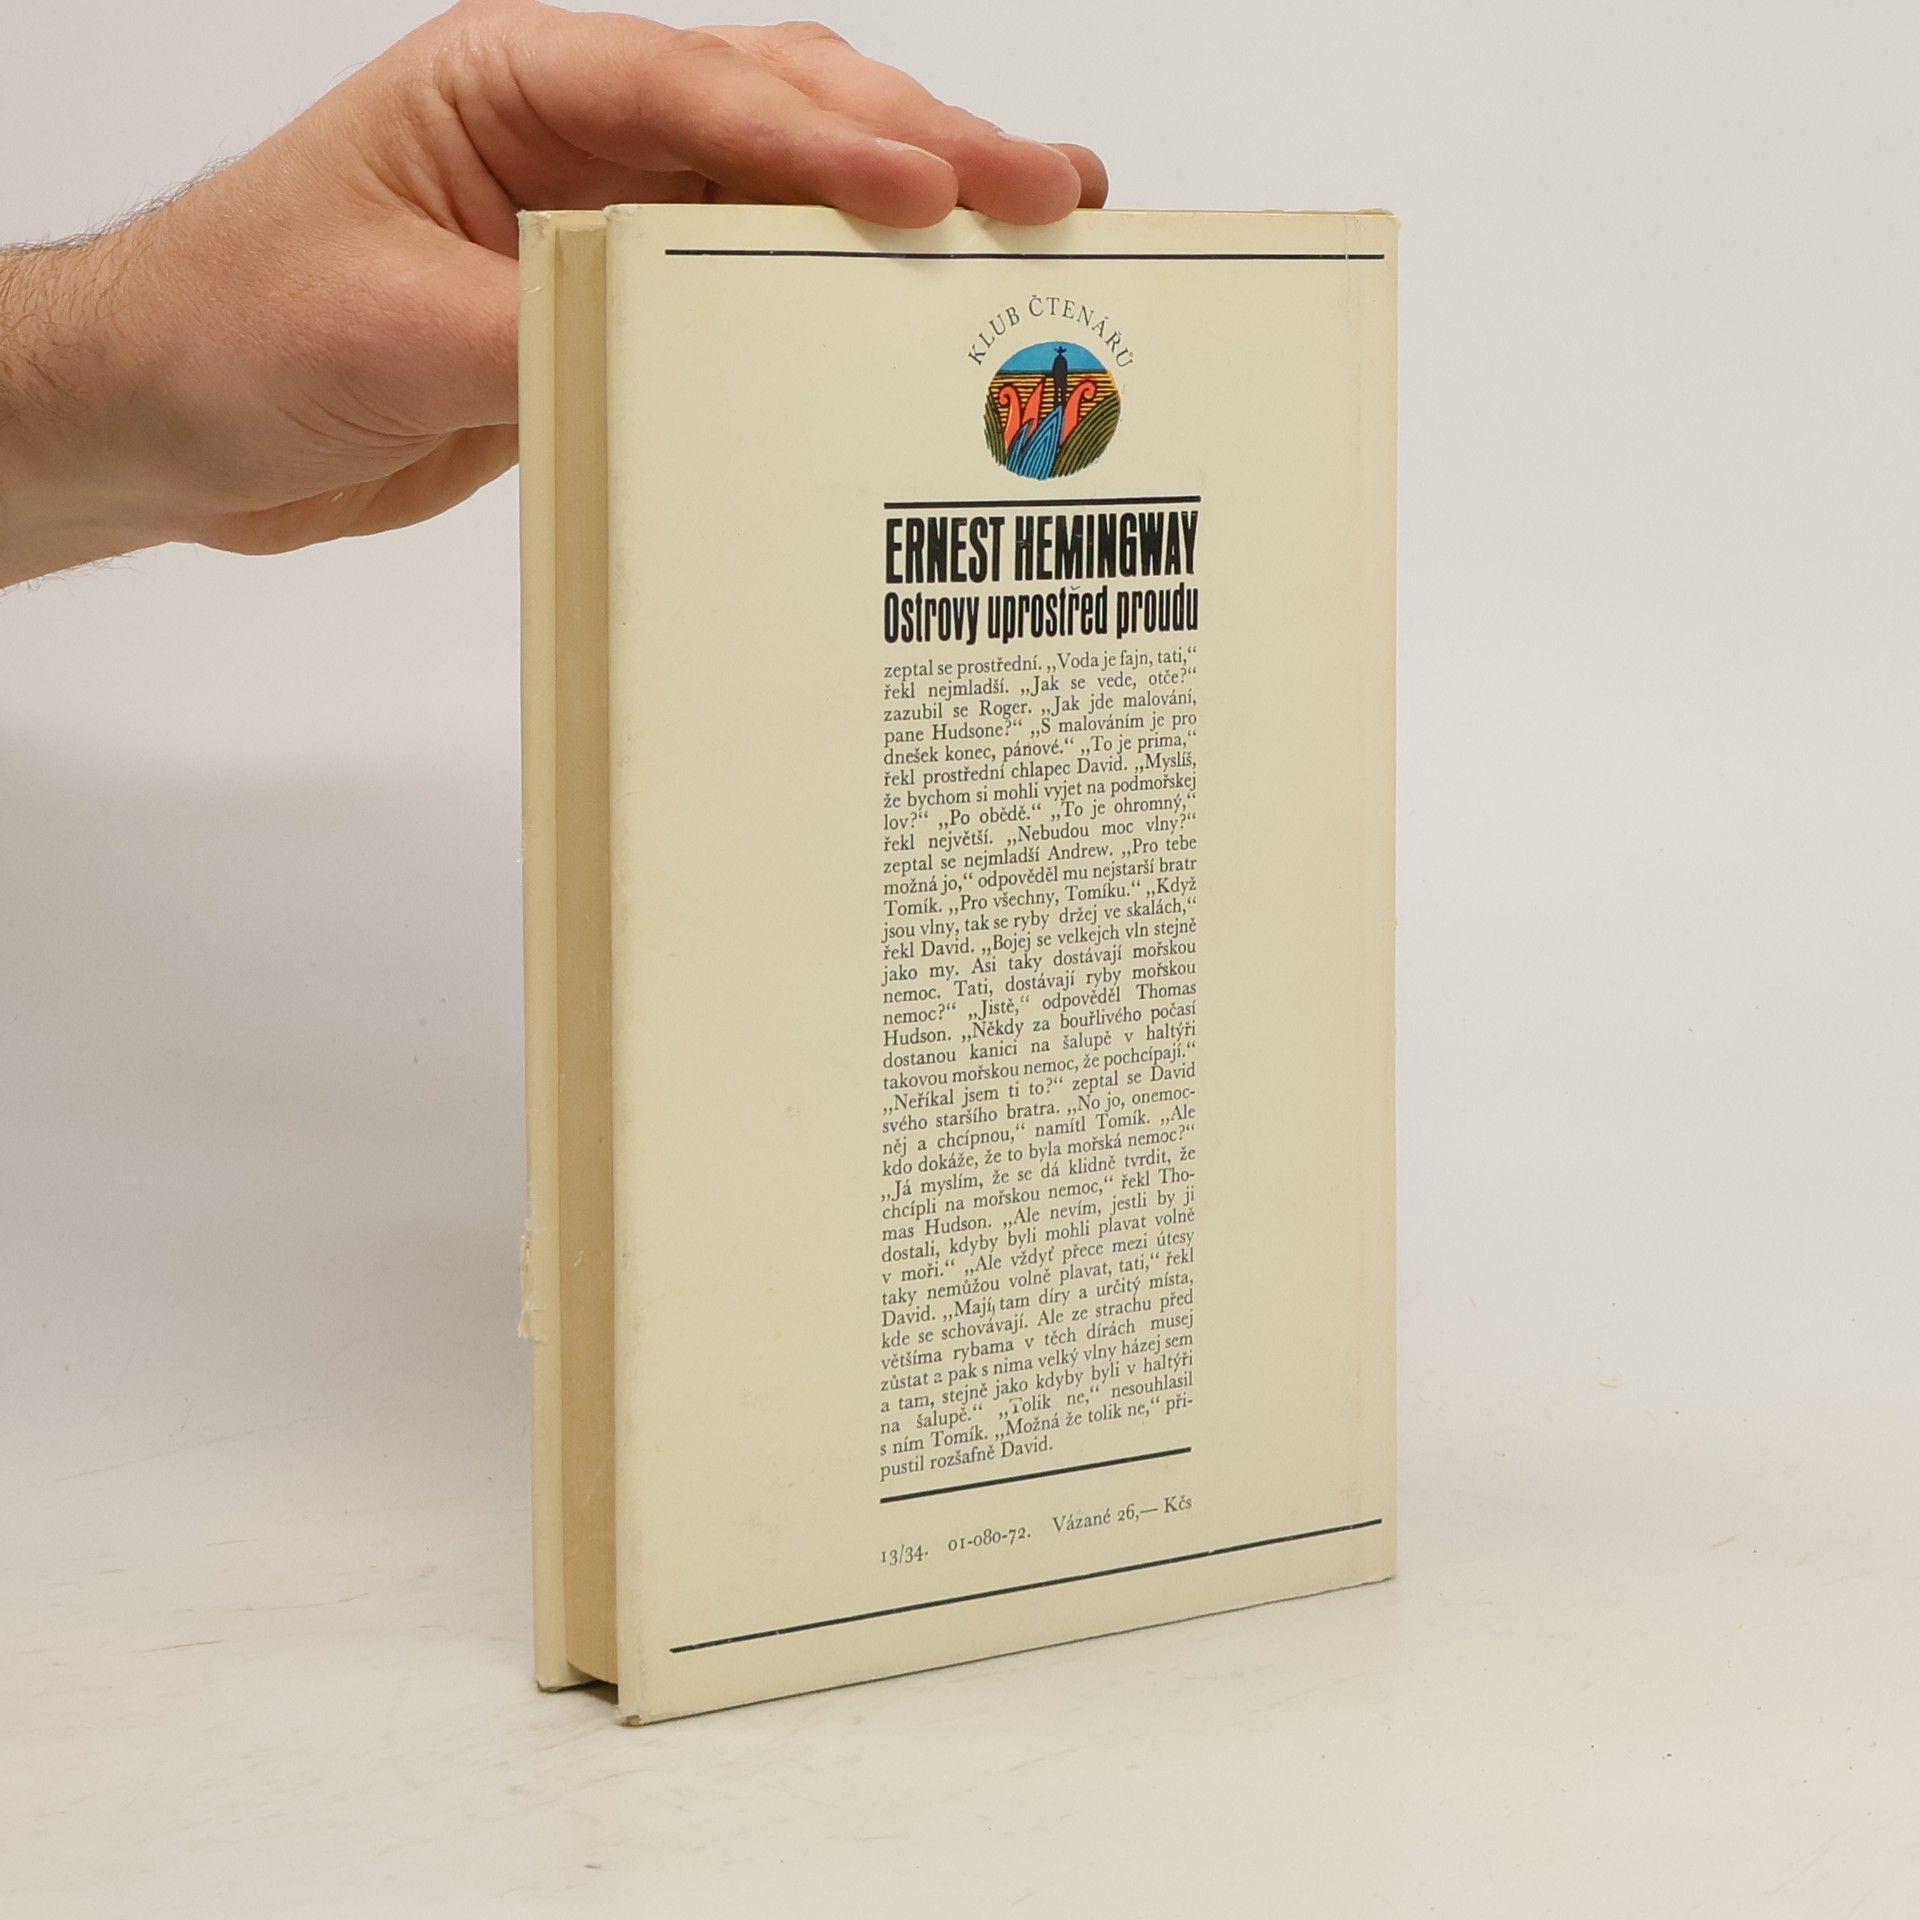 KLUB ČTENÁŘŮ
ERNEST HEMINGWAY
Ostrovy uprostřed proudu
zeptal se prostřední. „Voda je fajn, tati,“
řekl nejmladší. „Jak se vede, otče?“
zazubil se Roger. „Jak jde malování,
pane Hudsone?“ „S malováním je pro
dnešek konec, pánové.“ „To je prima,“
řekl prostřední chlapec David. „Myslíš,
že bychom si mohli vyjet na podmořskej
lov?“ „Po obědě.“ „To je ohromný,“
řekl největší. „Nebudou moc vlny?“
zeptal se nejmladší Andrew. „Pro tebe
možná jo,“ odpověděl mu nejstarší bratr
Tomík. „Pro všechny, Tomíku.“ „Když
jsou vlny, tak se ryby držej ve skalách,“
řekl David. „Bojej se velkejch vln stejně
jako my. Asi taky dostávají mořskou
nemoc. Tati, dostávají ryby mořskou
nemoc?“ „Jistě,“ odpověděl Thomas
Hudson. „Někdy za bouřlivého počasí
dostanou kanici na šalupě v haltýři
takovou mořskou nemoc, že pochcípají.“
„Neříkal jsem ti to?“ zeptal se David
svého staršího bratra. „No jo, onemoc-
něj a chcípnou,“ namítl Tomík. „Ale
kdo dokáže, že to byla mořská nemoc?“
„Já myslím, že se dá klidně tvrdit, že
chcípli na mořskou nemoc,“ řekl Tho-
mas Hudson. „Ale nevím, jestli by ji
dostali, kdyby byli mohli plavat volně
v moři.“ „Ale vždyť přece mezi útesy
taky nemůžou volně plavat, tati,“ řekl
David. „Mají tam díry a určitý místa,
kde se schovávají. Ale ze strachu před
většíma rybama v těch dírách musej
zůstat a pak s nima velký vlny házej sem
a tam, stejně jako kdyby byli v haltýři
na šalupě.“ „Tolik ne,“ nesouhlasil
s ním Tomík. „Možná že tolik ne,“ při-
pustil rozšafně David.
13/34. 01-080-72. Vázané 26,— Kčs